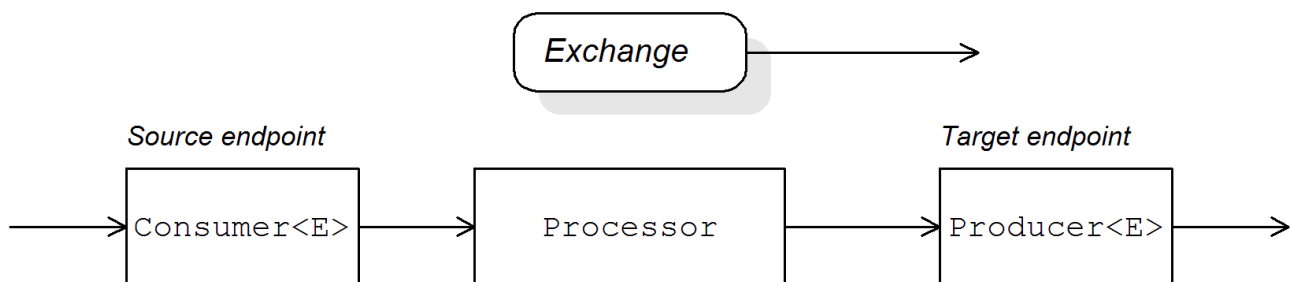 Exchange
Source endpoint
Target endpoint
Consumer<E>
Processor
Producer<E>